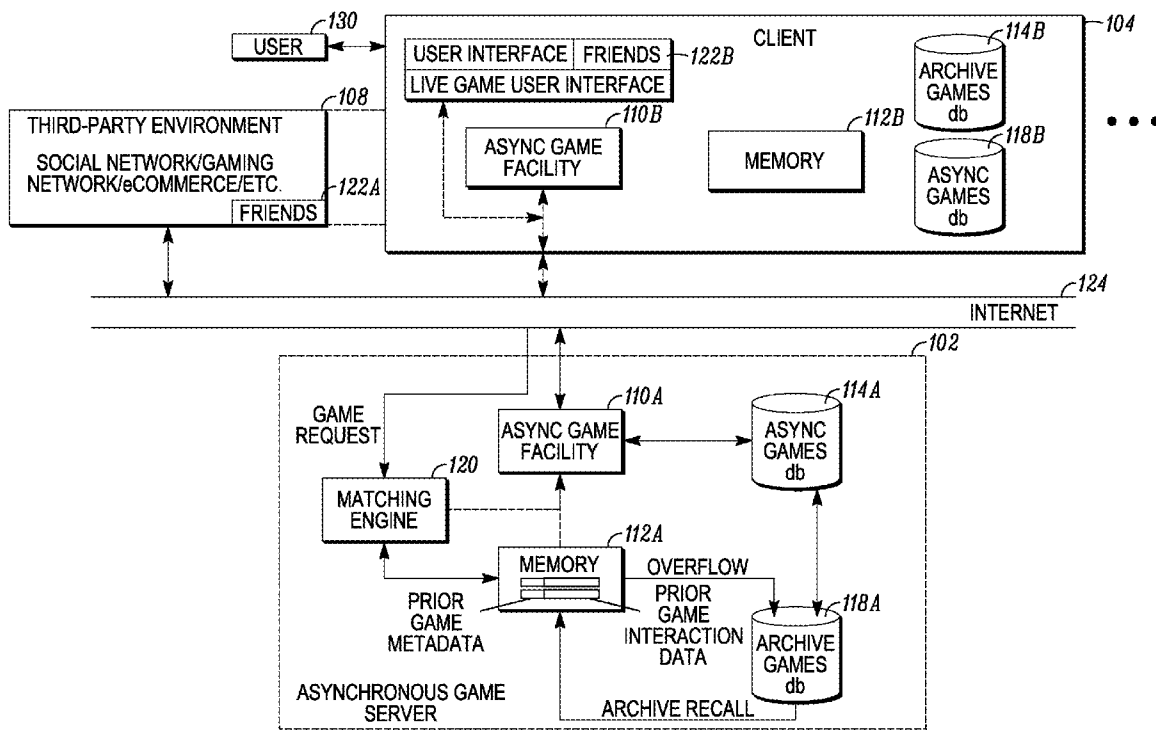 130
USER
104
CLIENT
114B
ARCHIVE
GAMES
db
USER INTERFACE
FRIENDS
122B
LIVE GAME USER INTERFACE
108
THIRD-PARTY ENVIRONMENT
SOCIAL NETWORK/GAMING
NETWORK/eCOMMERCE/ETC.
122A
FRIENDS
110B
ASYNC GAME
FACILITY
112B
MEMORY
118B
ASYNC
GAMES
db
124
INTERNET
102
GAME
REQUEST
110A
ASYNC GAME
FACILITY
114A
ASYNC
GAMES
db
120
MATCHING
ENGINE
112A
MEMORY
OVERFLOW
PRIOR
GAME
METADATA
PRIOR
GAME
INTERACTION
DATA
118A
ARCHIVE
GAMES
db
ASYNCHRONOUS GAME
SERVER
ARCHIVE RECALL